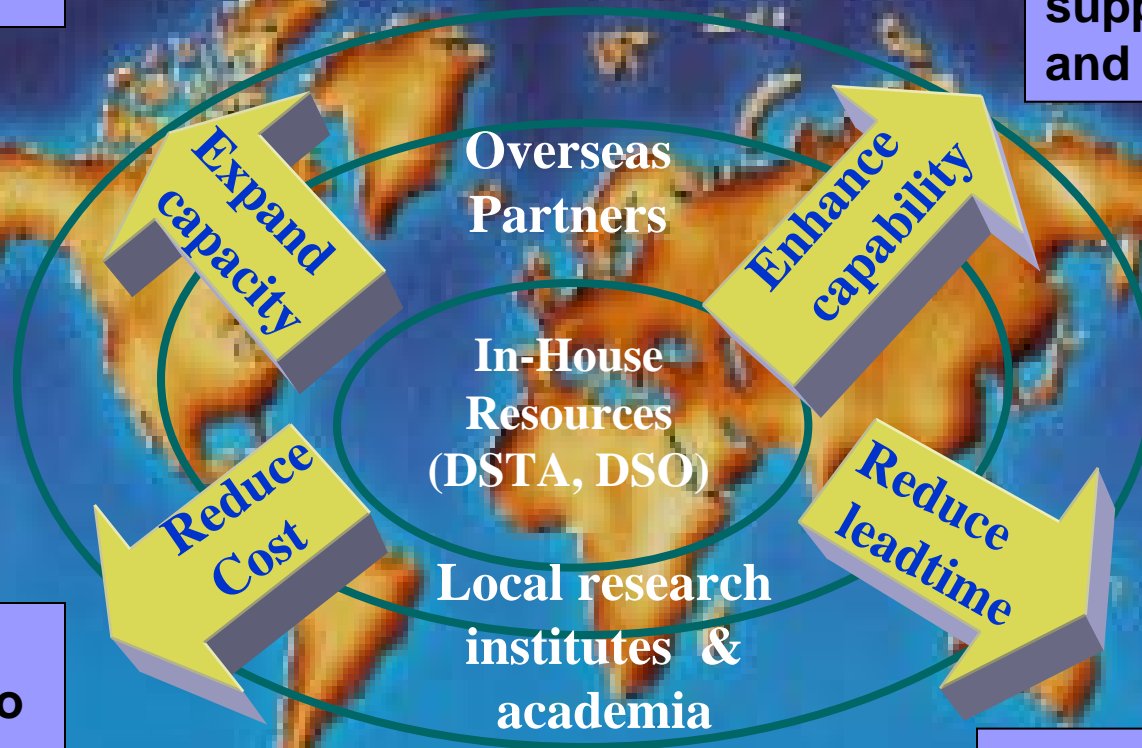 and
Expand
capacity
Overseas
Partners
Enhance
capability
In-House
Resources
(DSTA, DSO)
Reduce
Cost
Reduce
leadtime
Local research
institutes &
academia